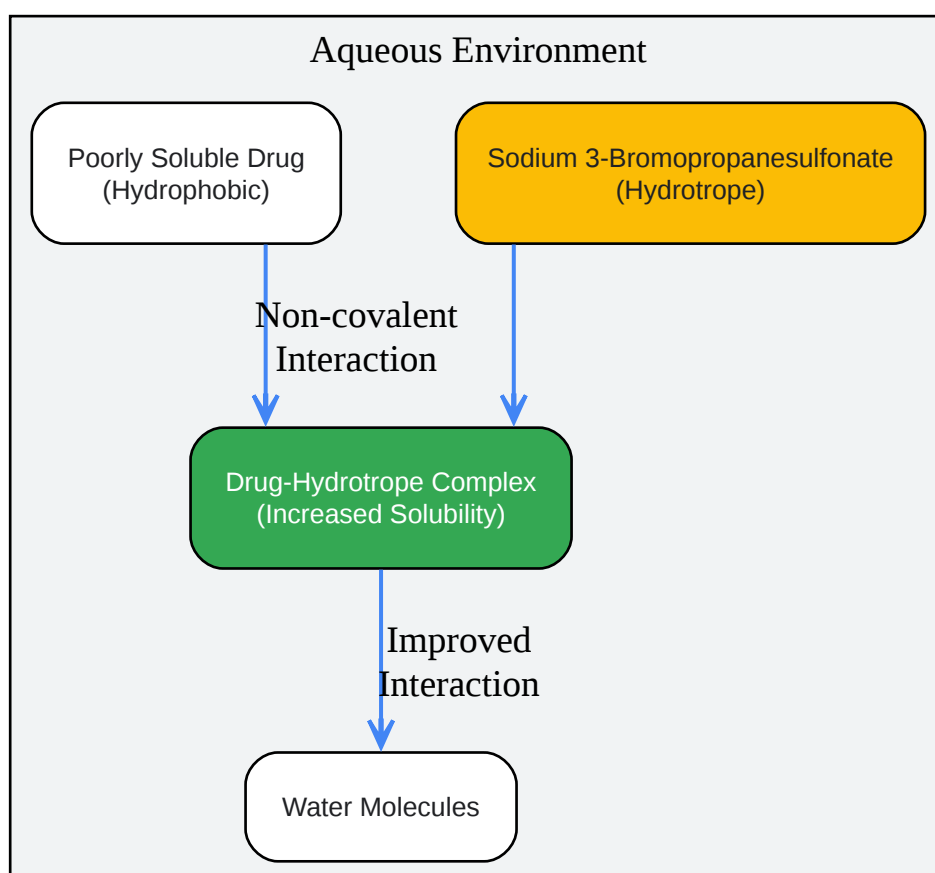 Aqueous Environment
Poorly Soluble Drug
(Hydrophobic)
Sodium 3-Bromopropanesulfonate
(Hydrotrope)
Non-covalent
Interaction
Drug-Hydrotrope Complex
(Increased Solubility)
Improved
Interaction
Water Molecules